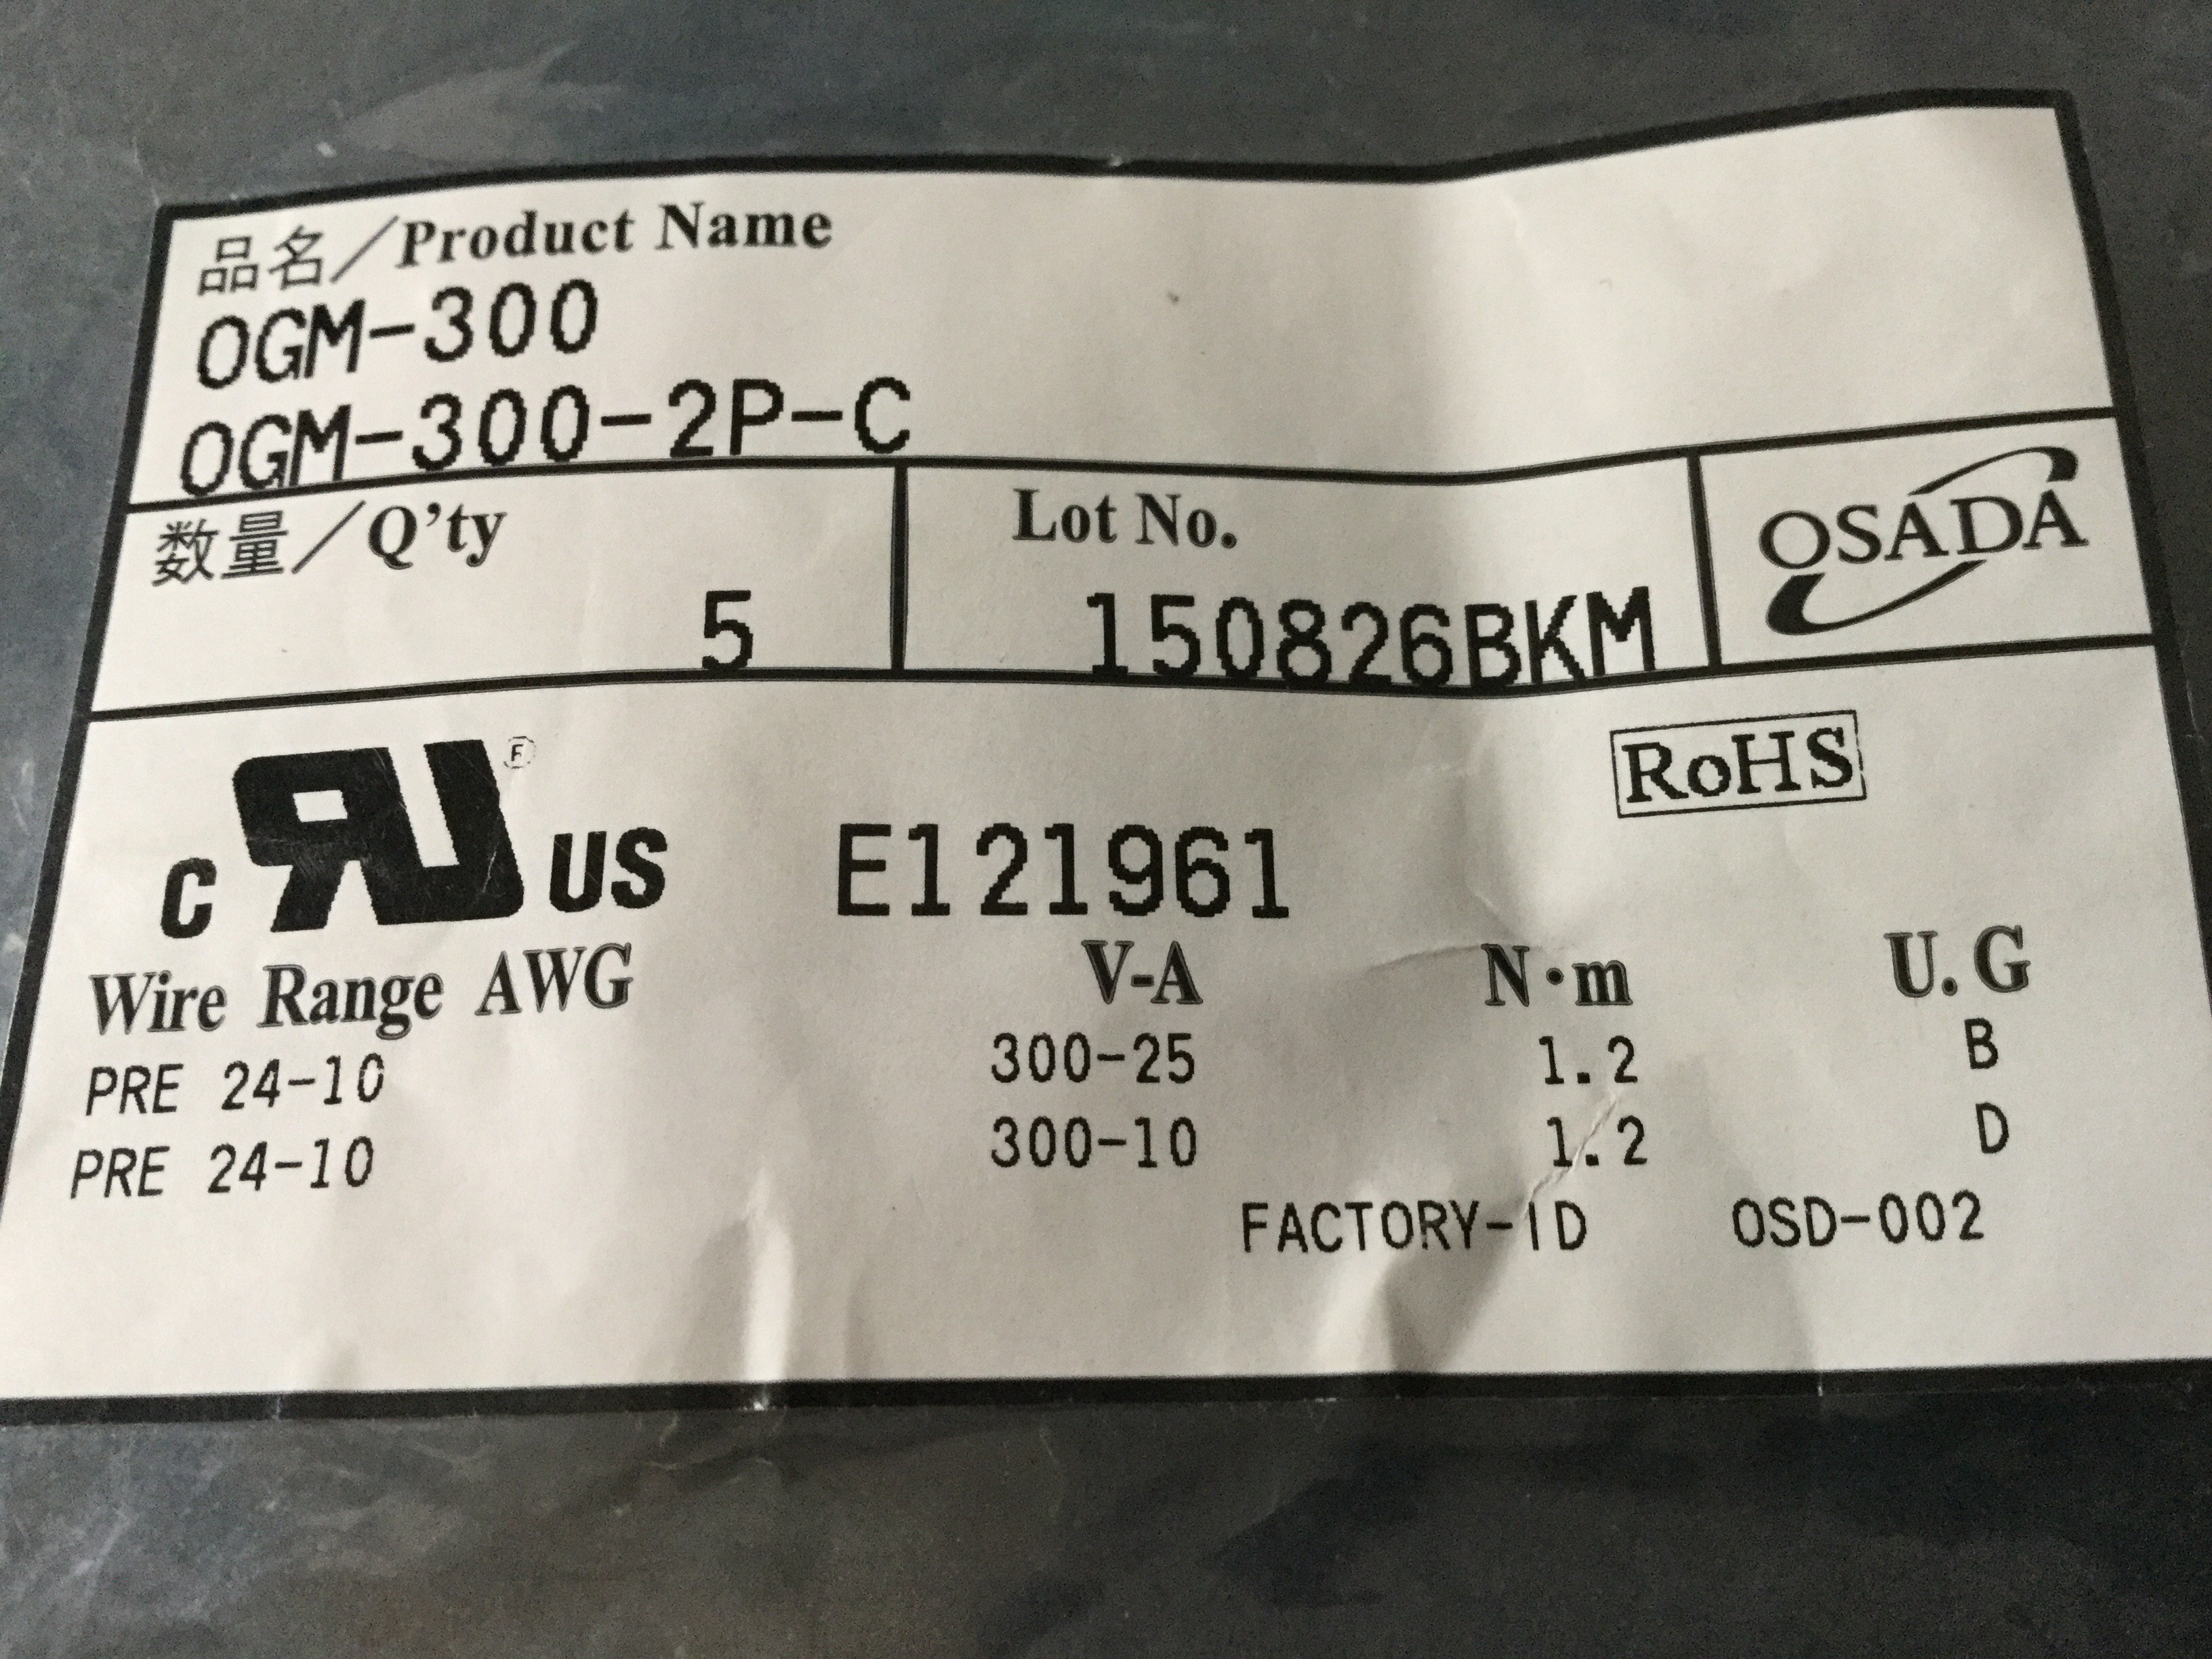 品名／Product Name
OGM-300
OGM-300-2P-C
数量／Q'ty
5
Lot No.
150826BKM
OSADA
RoHS
C RU® US
E121961
Wire Range AWG V-A N·m U.G
PRE 24-10 300-25 1.2 B
PRE 24-10 300-10 1.2 D
FACTORY-ID OSD-002